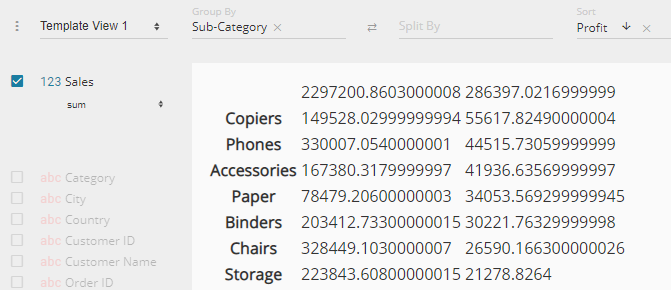 Group By
Sort
Template View 1
Sub-Category ×
Split By
Profit ↓ ×
123 Sales
sum
2297200.8603000008 286397.0216999999
Copiers 149528.02999999994 55617.82490000004
Phones 330007.0540000001 44515.73059999999
Accessories 167380.3179999997 41936.63569999997
Paper 78479.20600000003 34053.569299999945
Binders 203412.73300000015 30221.76329999998
Chairs 328449.1030000007 26590.166300000026
Storage 223843.60800000015 21278.8264
abc Category
abc City
abc Country
abc Customer ID
abc Customer Name
abc Order ID